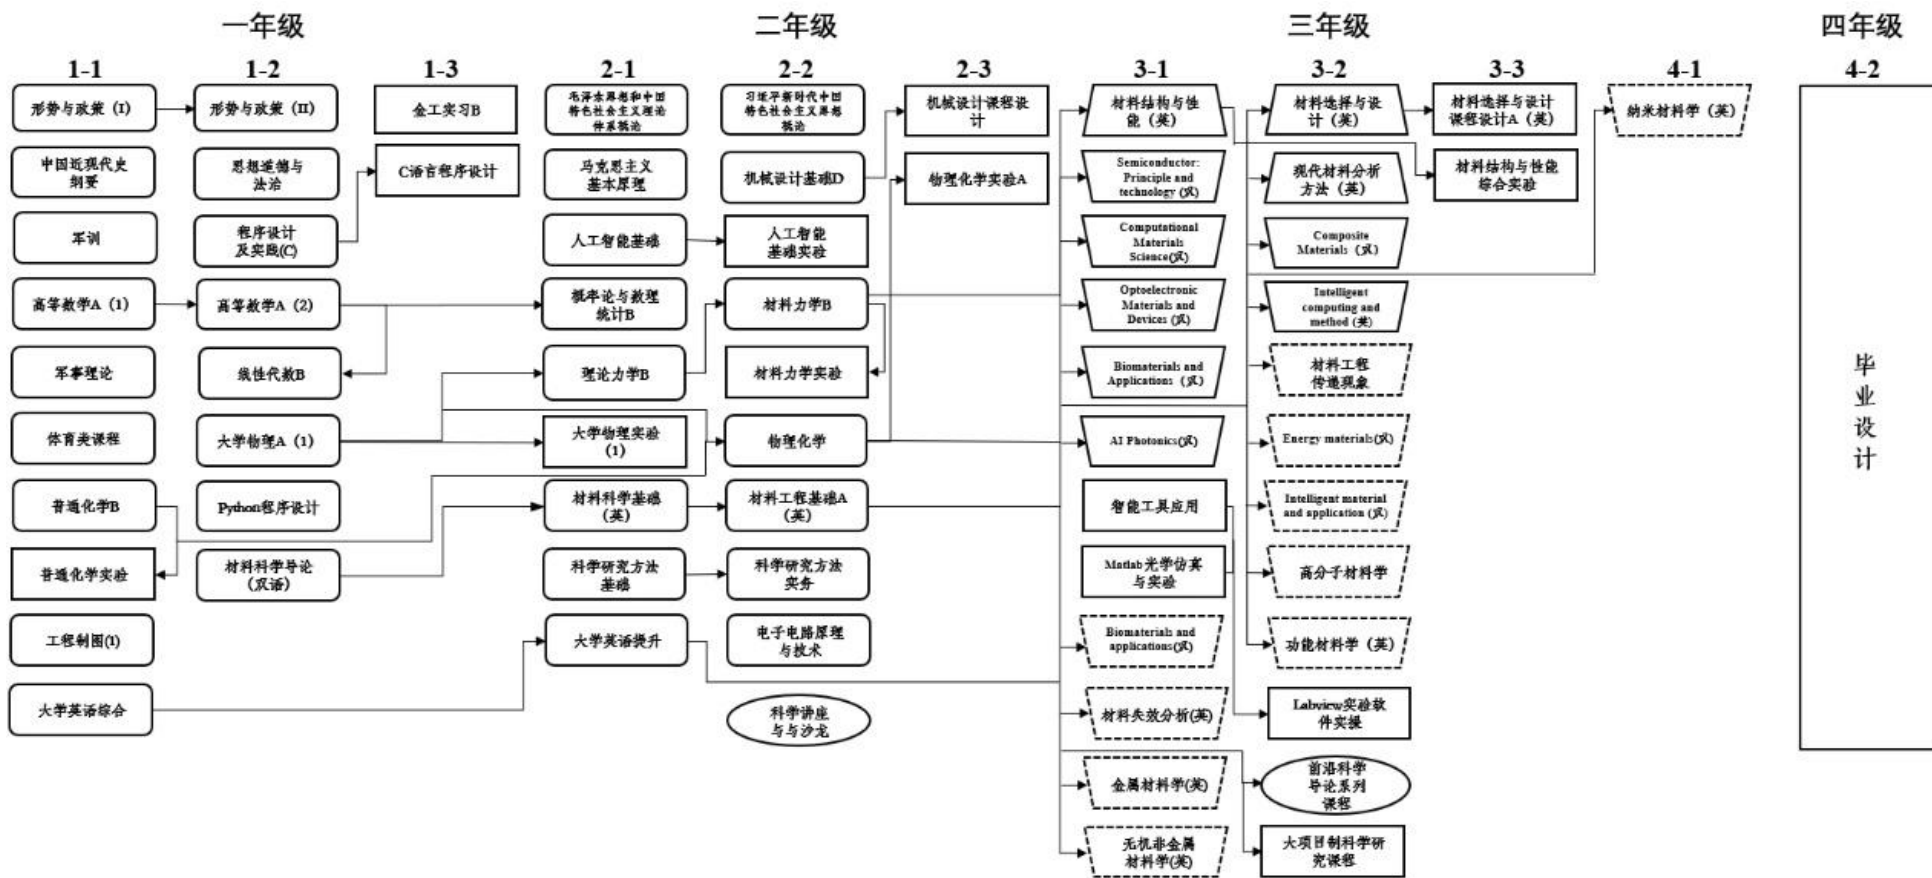 一年级
二年级
三年级
四年级
1-1
1-2
1-3
2-1
2-2
2-3
3-1
3-2
3-3
4-1
4-2
形势与政策（I）
中国近现代史
纲要
军训
高等数学A（1）
军事理论
体育类课程
普通化学B
普通化学实验
工程制图(1)
大学英语综合
形势与政策（II）
思想道德与
法治
程序设计
及实践(C)
高等数学A（2）
线性代数B
大学物理A（1）
Python程序设计
材料科学导论
（双语）
金工实习B
C语言程序设计
毛泽东思想和中国
特色社会主义理论
体系概论
马克思主义
基本原理
人工智能基础
概率论与数理
统计B
理论力学B
大学物理实验
（1）
材料科学基础
（英）
科学研究方法
基础
大学英语提升
习近平新时代中国
特色社会主义思想
概论
机械设计基础D
人工智能
基础实验
材料力学B
材料力学实验
物理化学
材料工程基础A
（英）
科学研究方法
实务
电子电路原理
与技术
科学讲座
与与沙龙
机械设计课程设
计
物理化学实验A
材料结构与性
能（英）
Semiconductor:
Principle and
technology (双)
Computational
Materials
Science(双)
Optoelectronic
Materials and
Devices（双）
Biomaterials and
Applications（双）
AI Photonics(双)
智能工具应用
Matlab光学仿真
与实验
Biomaterials and
applications(双)
材料失效分析(英)
金属材料学(英)
无机非金属
材料学(英)
材料选择与设
计（英）
现代材料分析
方法（英）
Composite
Materials（双）
Intelligent
computing and
method (英)
材料工程
传递现象
Energy materials(双)
Intelligent material
and application (双)
高分子材料学
功能材料学（英）
Labview实验软
件实操
前沿科学
导论系列
课程
大项目制科学研
究课程
材料选择与设计
课程设计A（英）
材料结构与性能
综合实验
纳米材料学（英）
毕
业
设
计